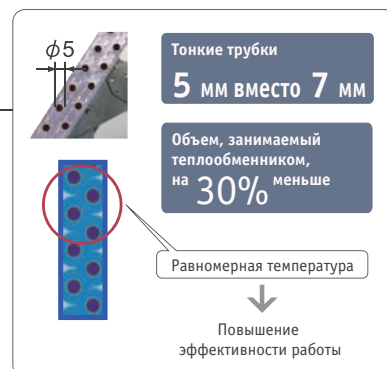 ϕ5
Тонкие трубки
5 мм вместо 7 мм
Объем, занимаемый
теплообменником,
на 30% меньше
Равномерная температура
Повышение
эффективности работы